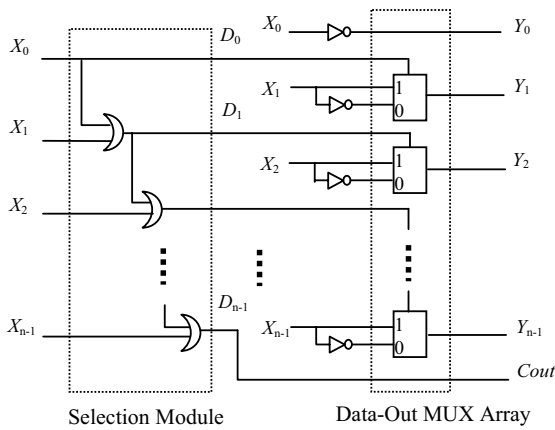 X0 D0 X0 Y0
X1 1 0 Y1
X1 D1
X2 1 0 Y2
X2
Dn-1
Xn-1 Xn-1 1 0 Yn-1
Cout
Selection Module Data-Out MUX Array